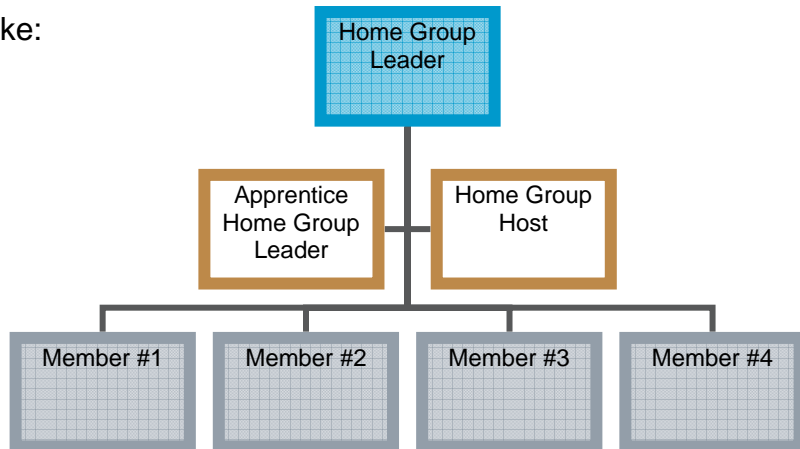 ke:
Home Group
Leader
Apprentice
Home Group
Leader
Home Group
Host
Member #1
Member #2
Member #3
Member #4